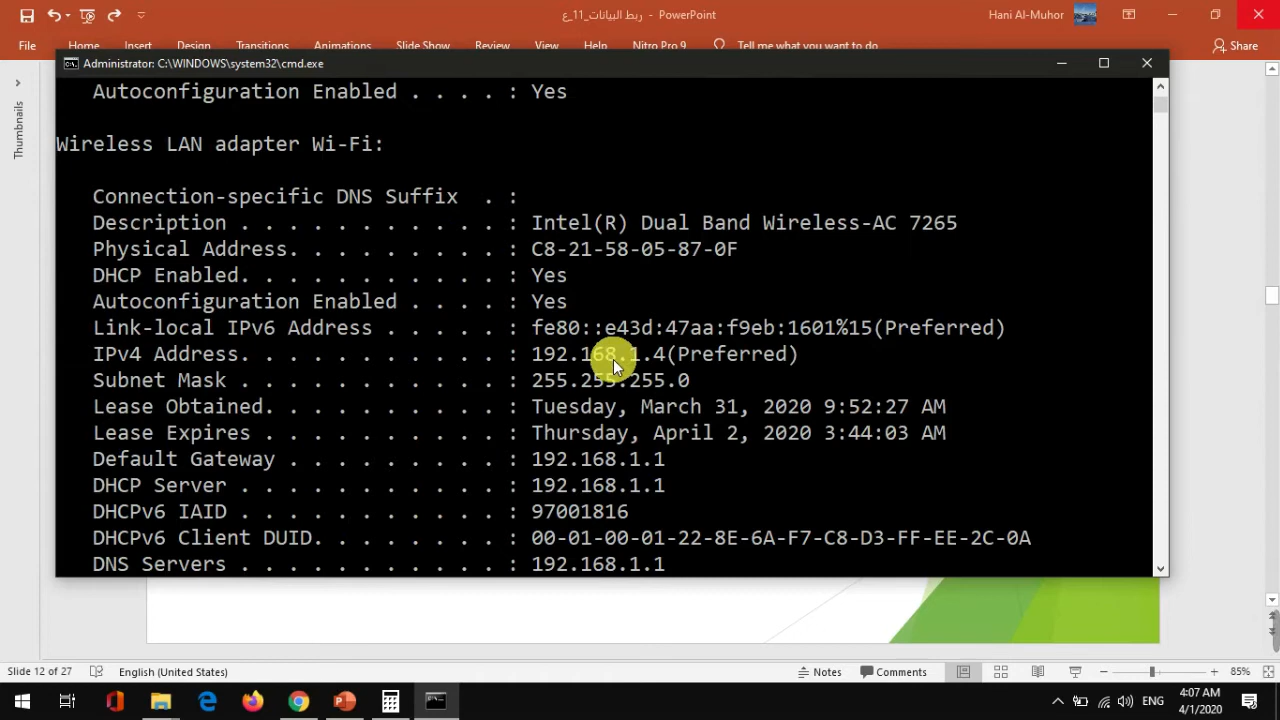 ربط البيانات_11_ع - PowerPoint
Hani Al-Muhor
File Home Insert Design Transitions Animations Slide Show Review View Help Nitro Pro 9 Tell me what you want to do Share
Thumbnails
Administrator: C:\WINDOWS\system32\cmd.exe
Autoconfiguration Enabled . . . . : Yes
Wireless LAN adapter Wi-Fi:
Connection-specific DNS Suffix . :
Description . . . . . . . . . . . : Intel(R) Dual Band Wireless-AC 7265
Physical Address. . . . . . . . . : C8-21-58-05-87-0F
DHCP Enabled. . . . . . . . . . . : Yes
Autoconfiguration Enabled . . . . : Yes
Link-local IPv6 Address . . . . . : fe80::e43d:47aa:f9eb:1601%15(Preferred)
IPv4 Address. . . . . . . . . . . : 192.168.1.4(Preferred)
Subnet Mask . . . . . . . . . . . : 255.255.255.0
Lease Obtained. . . . . . . . . . : Tuesday, March 31, 2020 9:52:27 AM
Lease Expires . . . . . . . . . . : Thursday, April 2, 2020 3:44:03 AM
Default Gateway . . . . . . . . . : 192.168.1.1
DHCP Server . . . . . . . . . . . : 192.168.1.1
DHCPv6 IAID . . . . . . . . . . . : 97001816
DHCPv6 Client DUID. . . . . . . . : 00-01-00-01-22-8E-6A-F7-C8-D3-FF-EE-2C-0A
DNS Servers . . . . . . . . . . . : 192.168.1.1
Slide 12 of 27 English (United States) Notes Comments 85%
ENG 4:07 AM
4/1/2020